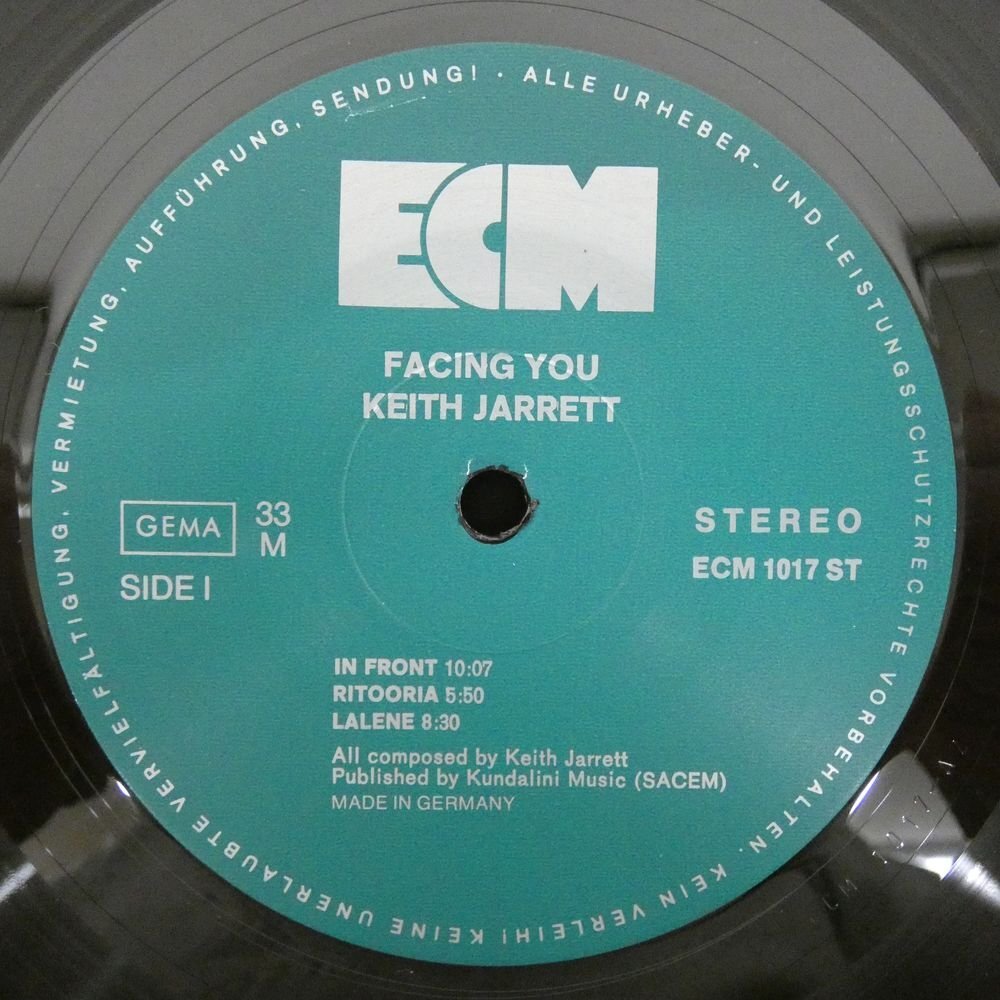 ALLE URHEBER- UND LEISTUNGSSCHUTZRECHTE VORBEHALTEN. KEIN VERLEIH! KEINE UNERLAUBTE VERVIELFÄLTIGUNG, VERMIETUNG, AUFFÜHRUNG, SENDUNG! ·
ECM
FACING YOU
KEITH JARRETT
GEMA
33
M
SIDE I
STEREO
ECM 1017 ST
IN FRONT 10:07
RITOORIA 5:50
LALENE 8:30
All composed by Keith Jarrett
Published by Kundalini Music (SACEM)
MADE IN GERMANY